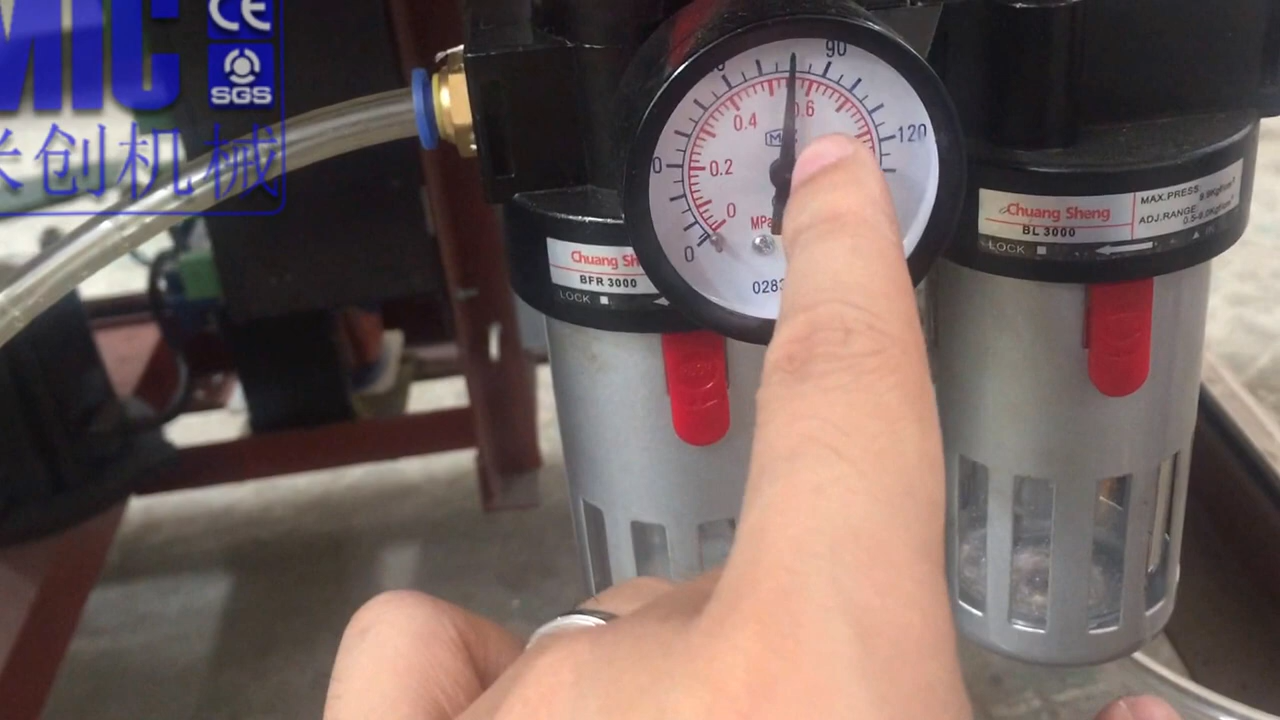 MIC
CE
SGS
米创机械
90
0.6
0.4
120
0.2
0
MPa
0
Chuang Sheng
BL 3000
MAX.PRESS
ADJ.RANGE
LOCK
Chuang Sh
BFR 3000
LOCK